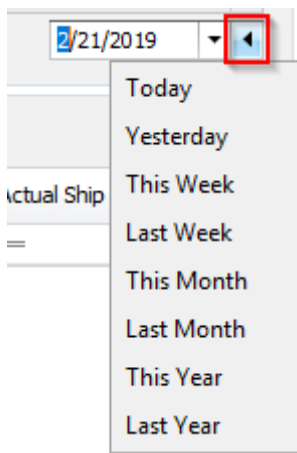 2/21/2019
Today
Yesterday
This Week
Actual Ship
Last Week
This Month
Last Month
This Year
Last Year